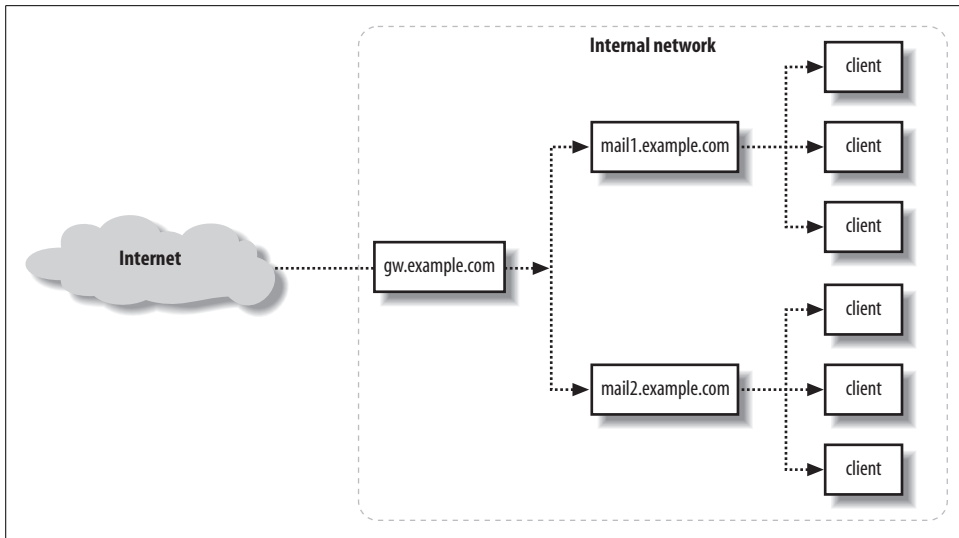 Internal network
client
mail1.example.com
client
client
Internet
gw.example.com
client
mail2.example.com
client
client